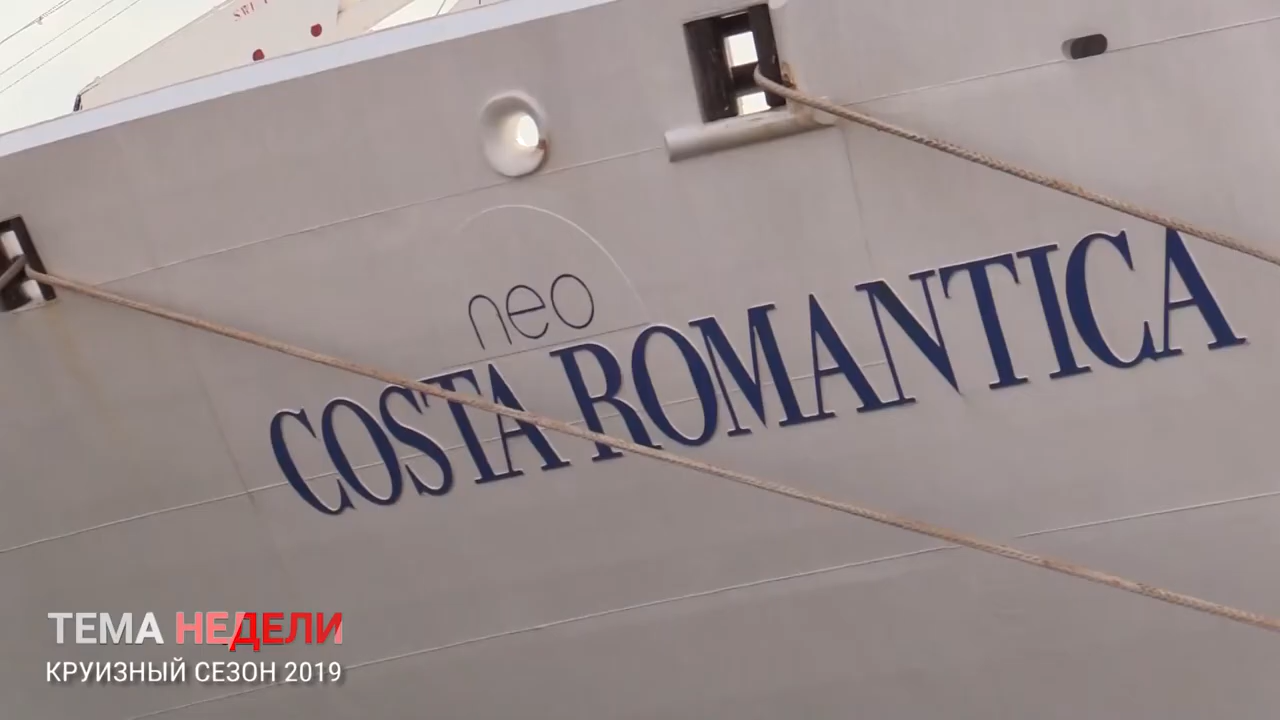 neo
COSTA ROMANTICA
ТЕМА НЕДЕЛИ
КРУИЗНЫЙ СЕЗОН 2019